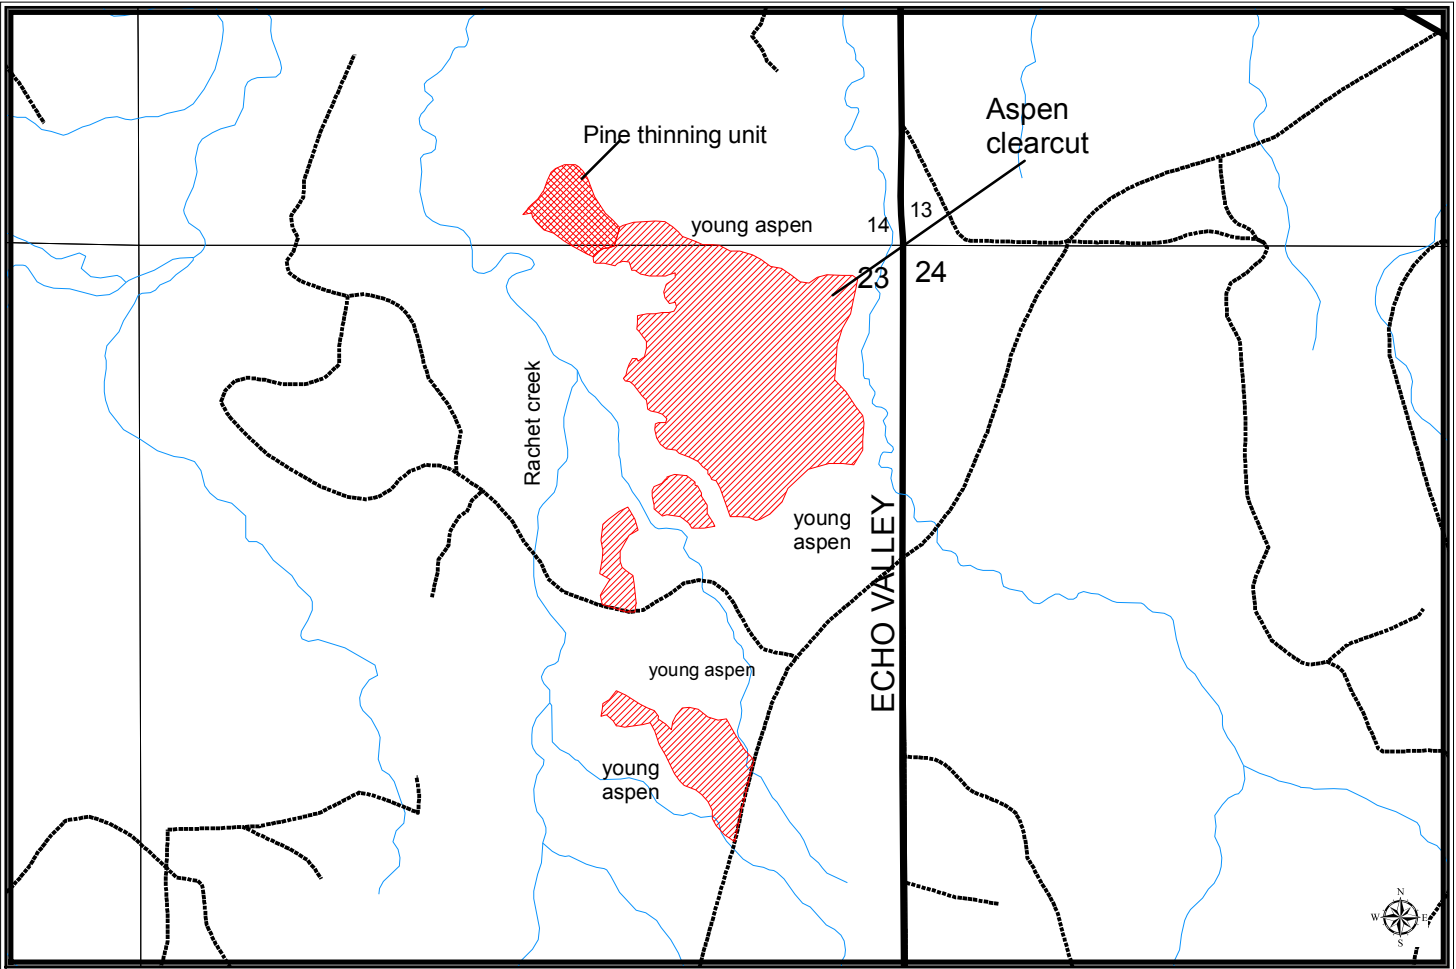 Aspen
clearcut
Pine thinning unit
young aspen
14
13
23
24
Rachet creek
young
aspen
ECHO VALLEY
young aspen
young
aspen
N
W
E
S